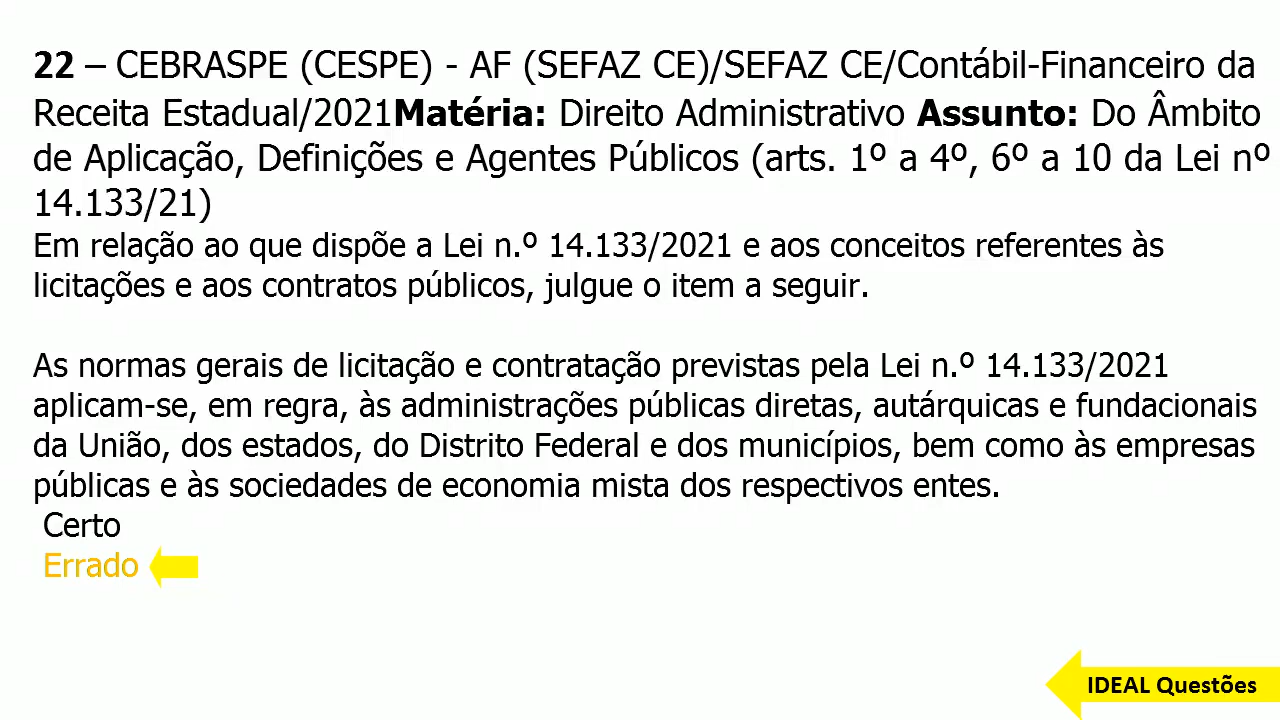 22 – CEBRASPE (CESPE) - AF (SEFAZ CE)/SEFAZ CE/Contábil-Financeiro da
Receita Estadual/2021Matéria: Direito Administrativo Assunto: Do Âmbito
de Aplicação, Definições e Agentes Públicos (arts. 1º a 4º, 6º a 10 da Lei nº
14.133/21)
Em relação ao que dispõe a Lei n.º 14.133/2021 e aos conceitos referentes às
licitações e aos contratos públicos, julgue o item a seguir.
As normas gerais de licitação e contratação previstas pela Lei n.º 14.133/2021
aplicam-se, em regra, às administrações públicas diretas, autárquicas e fundacionais
da União, dos estados, do Distrito Federal e dos municípios, bem como às empresas
públicas e às sociedades de economia mista dos respectivos entes.
Certo
Errado
IDEAL Questões